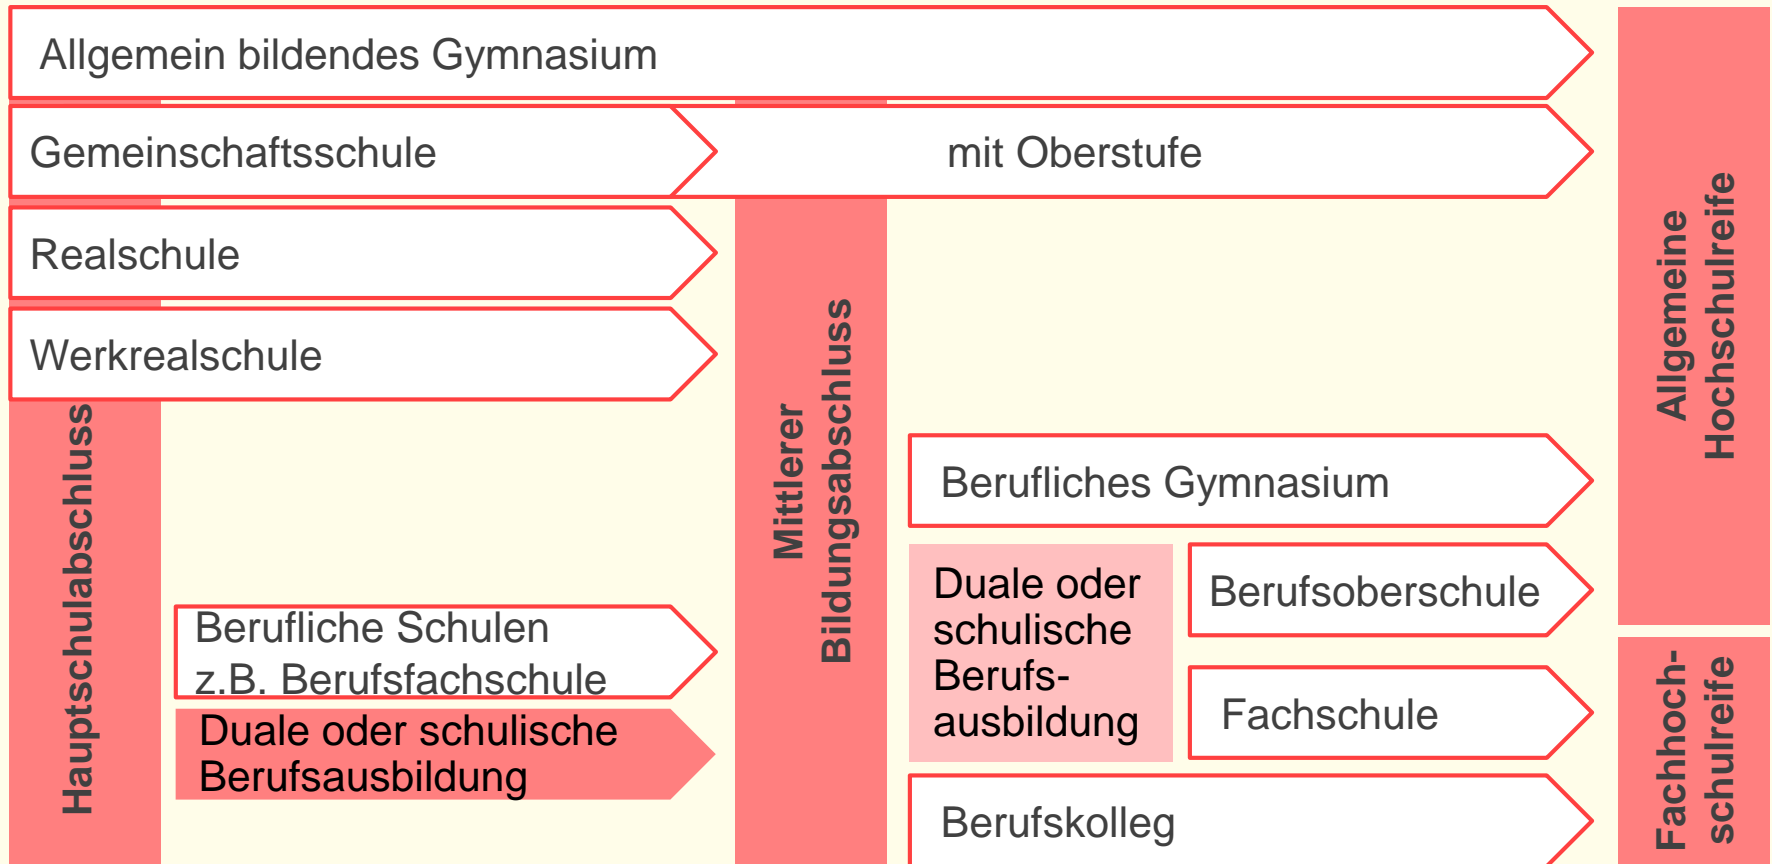 Allgemein bildendes Gymnasium
Gemeinschaftsschule
mit Oberstufe
Realschule
Werkrealschule
Hauptschulabschluss
Berufliche Schulen
z.B. Berufsfachschule
Duale oder schulische
Berufsausbildung
Mittlerer
Bildungsabschluss
Berufliches Gymnasium
Duale oder
schulische
Berufs-
ausbildung
Berufsoberschule
Fachschule
Berufskolleg
Allgemeine
Hochschulreife
Fachhoch-
schulreife